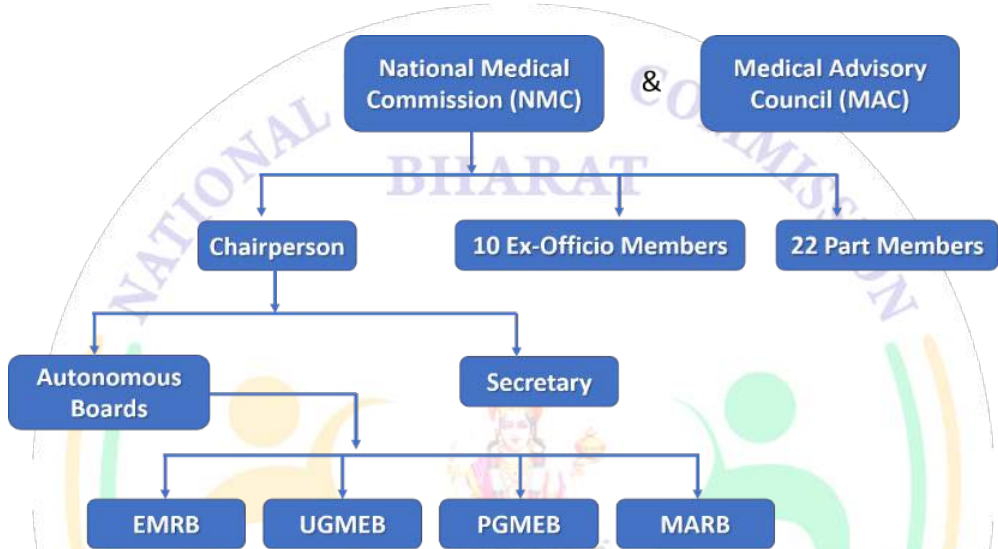 National Medical
Commission (NMC)
&
Medical Advisory
Council (MAC)
NATIONAL COMMISSION
BHARAT
Chairperson
10 Ex-Officio Members
22 Part Members
Autonomous
Boards
Secretary
EMRB
UGMEB
PGMEB
MARB